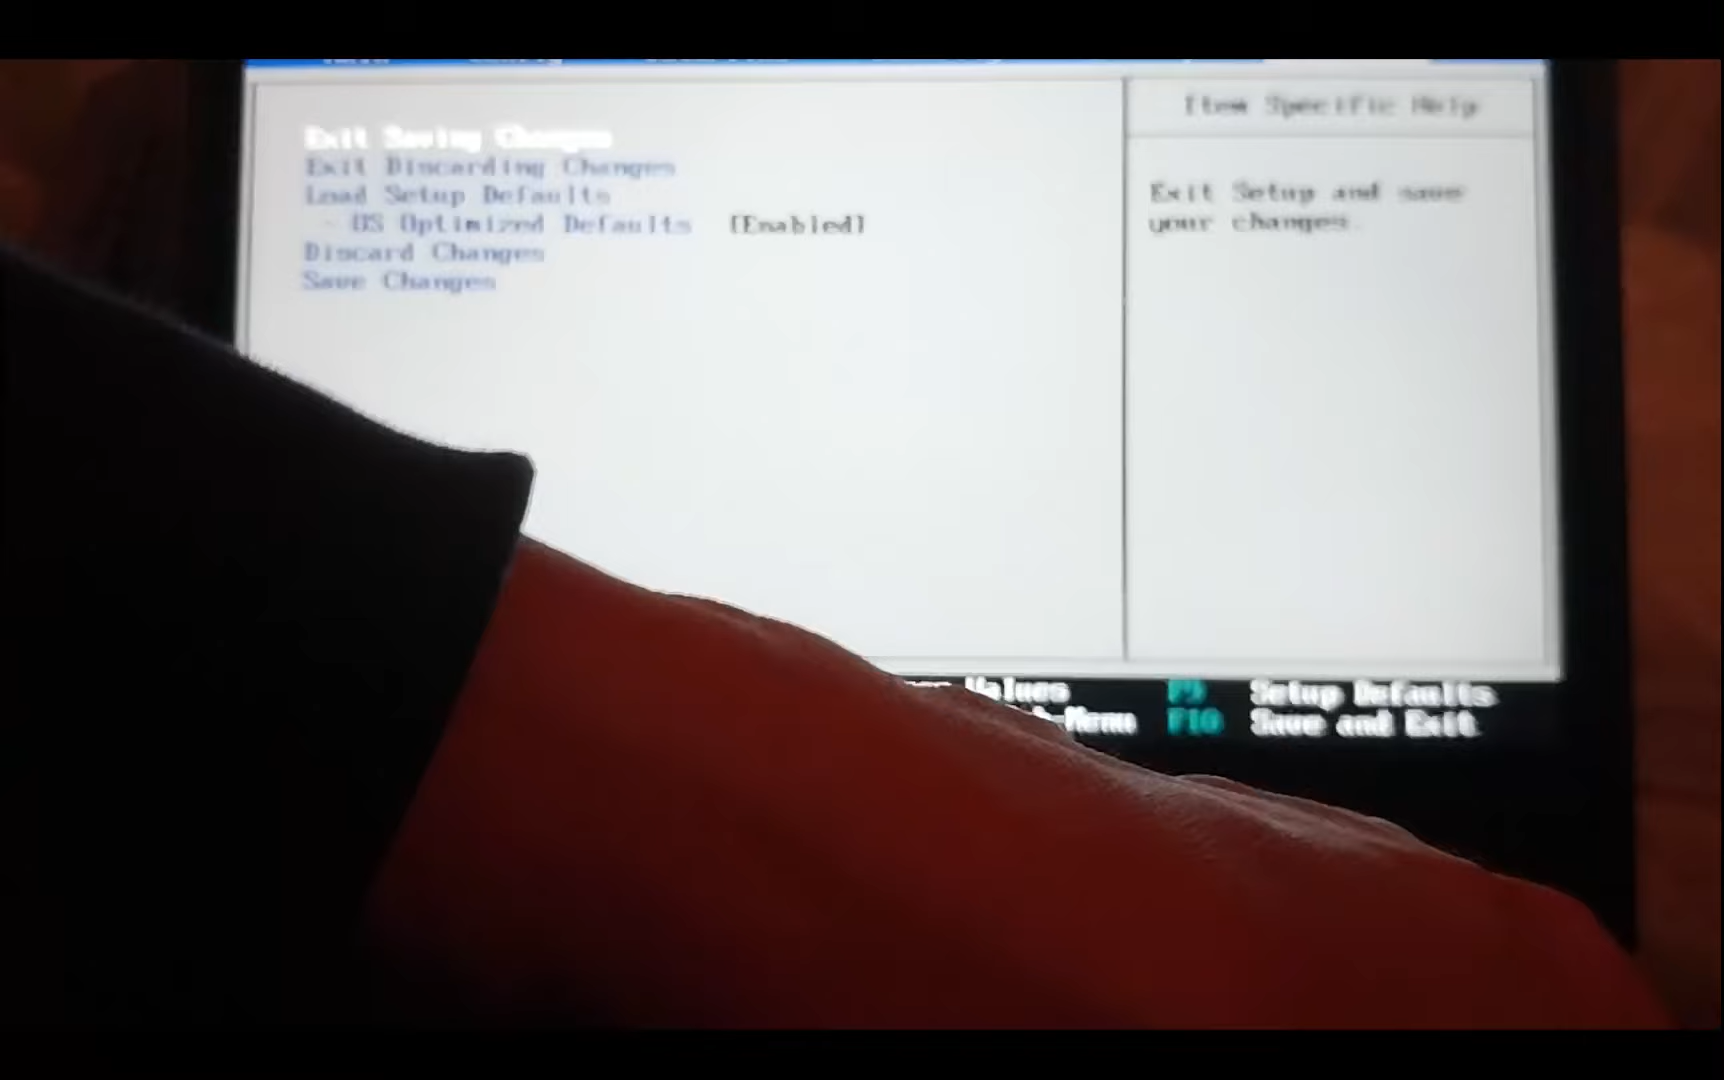 Item Specific Help
Exit Saving Changes
Exit Discarding Changes
Load Setup Defaults
- OS Optimized Defaults [Enabled]
Discard Changes
Save Changes
Exit Setup and save
your changes.
Values F9 Setup Defaults
Menu F10 Save and Exit